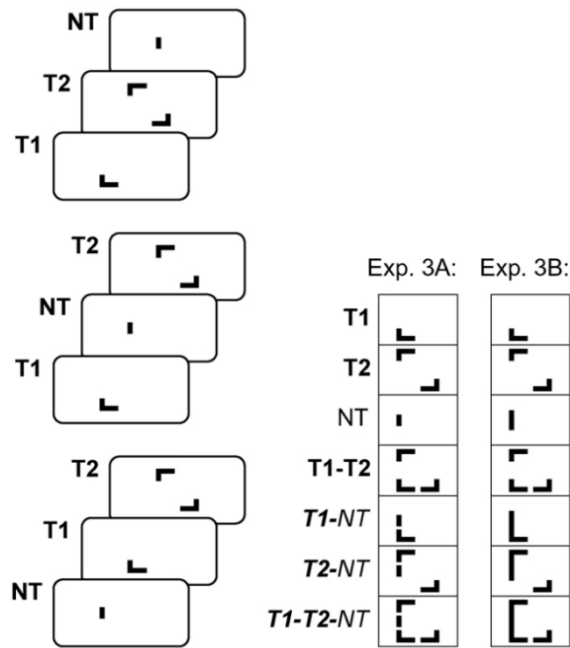 NT
T2
T1
T2
NT
T1
T2
T1
NT
Exp. 3A: Exp. 3B:
T1
T2
NT
T1-T2
T1-NT
T2-NT
T1-T2-NT